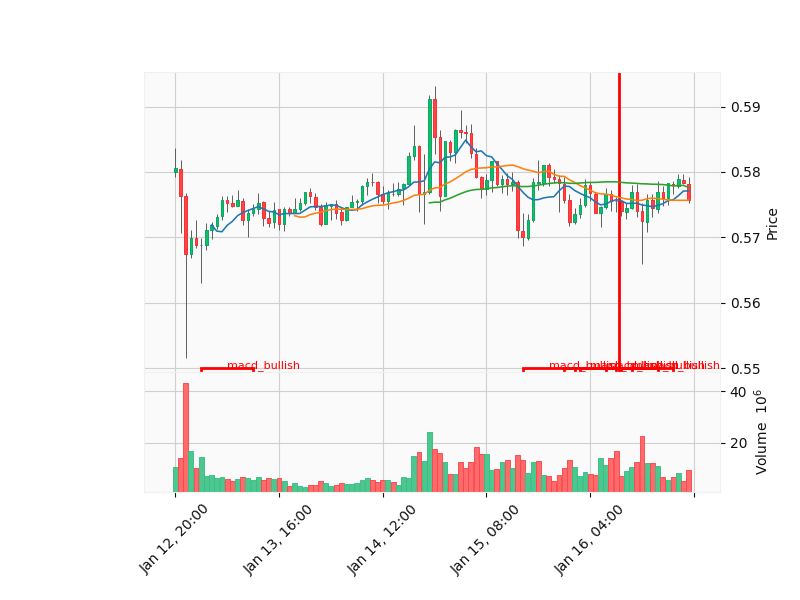 0.59
0.58
0.57
0.56
0.55
Price
macd_bullish
macd_bullish
40
20
Volume 10^6
Jan 12, 20:00
Jan 13, 16:00
Jan 14, 12:00
Jan 15, 08:00
Jan 16, 04:00